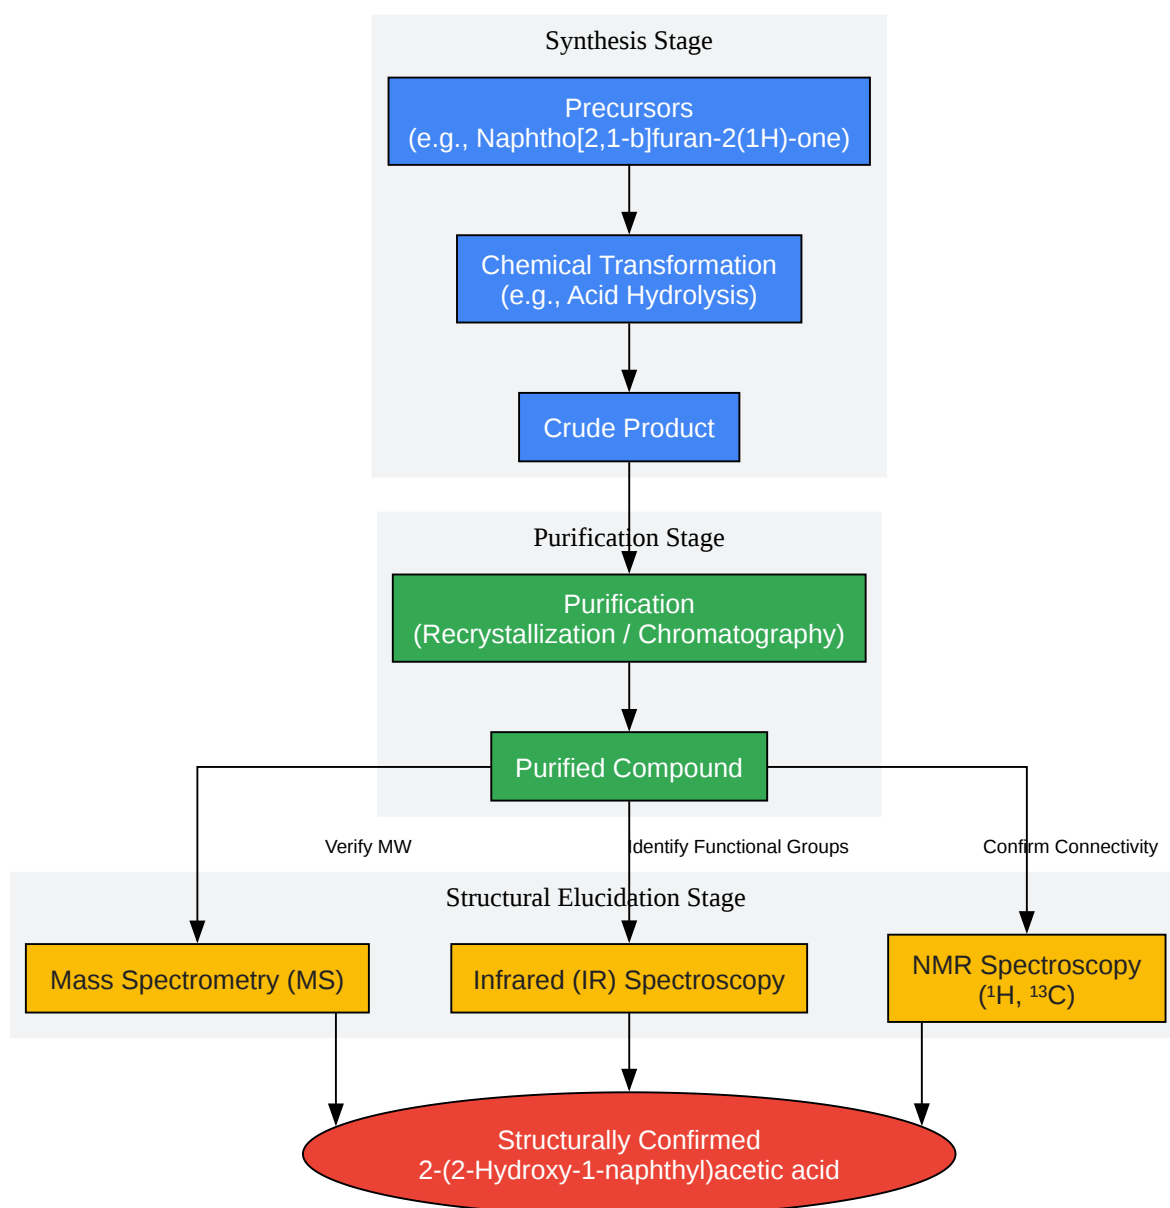 Synthesis Stage
Precursors
(e.g., Naphtho[2,1-b]furan-2(1H)-one)
Chemical Transformation
(e.g., Acid Hydrolysis)
Crude Product
Purification Stage
Purification
(Recrystallization / Chromatography)
Purified Compound
Verify MW
Identify Functional Groups
Confirm Connectivity
Structural Elucidation Stage
Mass Spectrometry (MS)
Infrared (IR) Spectroscopy
NMR Spectroscopy
(¹H, ¹³C)
Structurally Confirmed
2-(2-Hydroxy-1-naphthyl)acetic acid